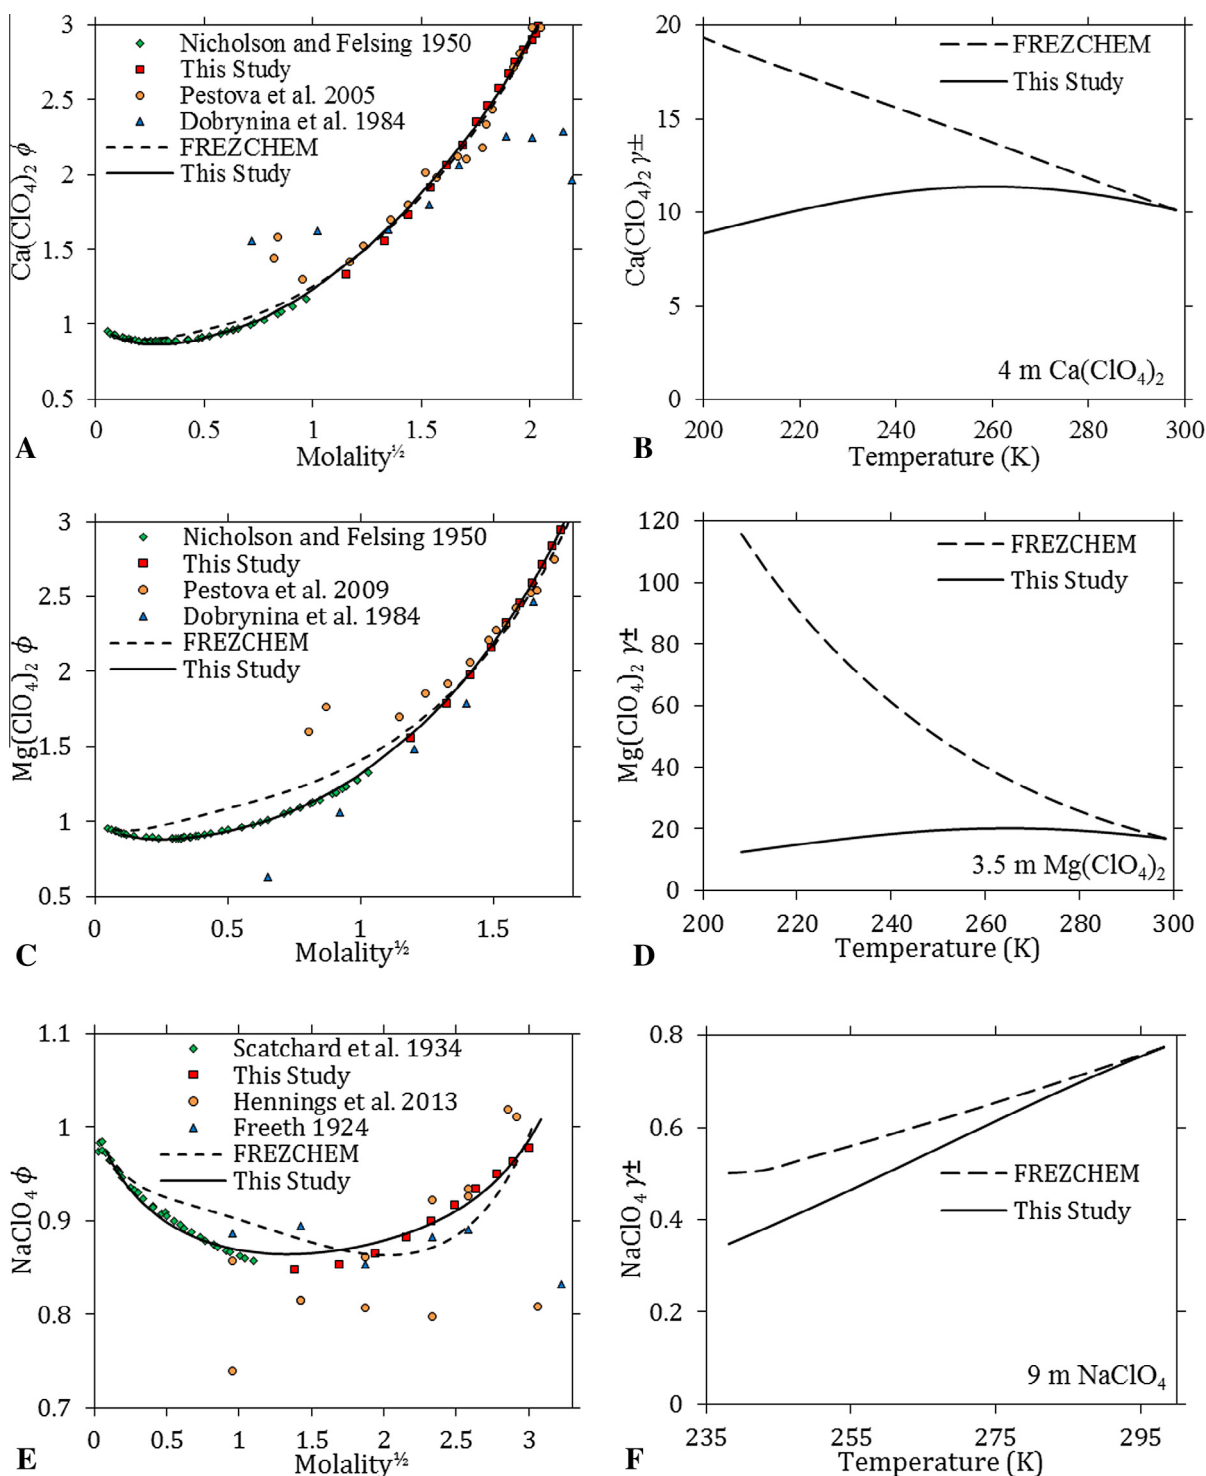 3
2.5
2
1.5
1
0.5
Ca(ClO₄)₂ ϕ
Nicholson and Felsing 1950
This Study
Pestova et al. 2005
Dobrynina et al. 1984
FREZCHEM
This Study
0 0.5 1 1.5 2
Molality½
A
20
15
10
5
0
Ca(ClO₄)₂ γ±
FREZCHEM
This Study
4 m Ca(ClO₄)₂
200 220 240 260 280 300
Temperature (K)
B
3
2.5
2
1.5
1
0.5
Mg(ClO₄)₂ ϕ
Nicholson and Felsing 1950
This Study
Pestova et al. 2009
Dobrynina et al. 1984
FREZCHEM
This Study
0 0.5 1 1.5
Molality½
C
120
100
80
60
40
20
0
Mg(ClO₄)₂ γ±
FREZCHEM
This Study
3.5 m Mg(ClO₄)₂
200 220 240 260 280 300
Temperature (K)
D
1.1
1
0.9
0.8
0.7
NaClO₄ ϕ
Scatchard et al. 1934
This Study
Hennings et al. 2013
Freeth 1924
FREZCHEM
This Study
0 0.5 1 1.5 2 2.5 3
Molality½
E
0.8
0.6
0.4
0.2
0
NaClO₄ γ±
FREZCHEM
This Study
9 m NaClO₄
235 255 275 295
Temperature (K)
F